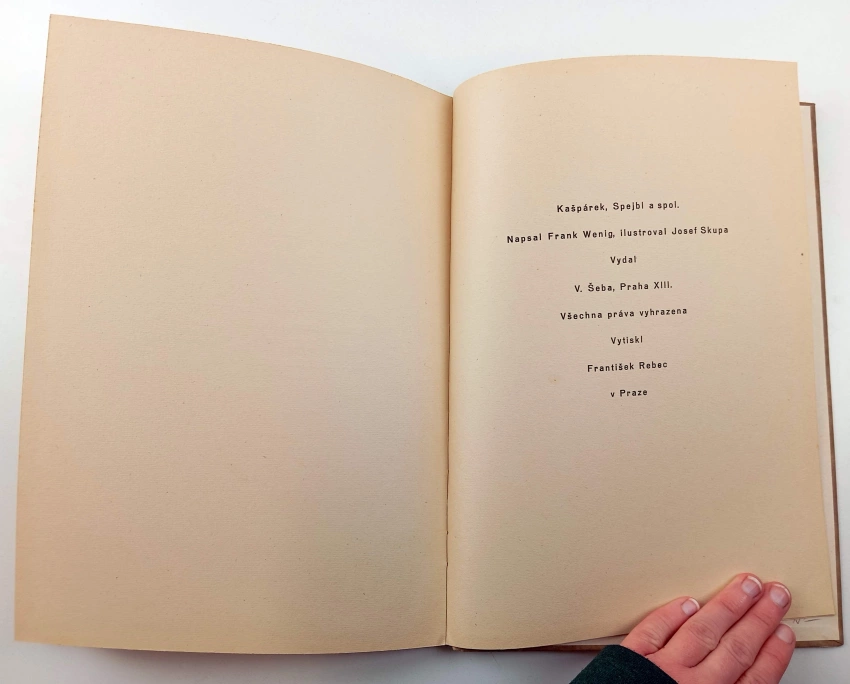 Kašpárek, Spejbl a spol.
Napsal Frank Wenig, ilustroval Josef Skupa
Vydal
V. Šeba, Praha XIII.
Všechna práva vyhrazena
Vytiskl
František Rebec
v Praze